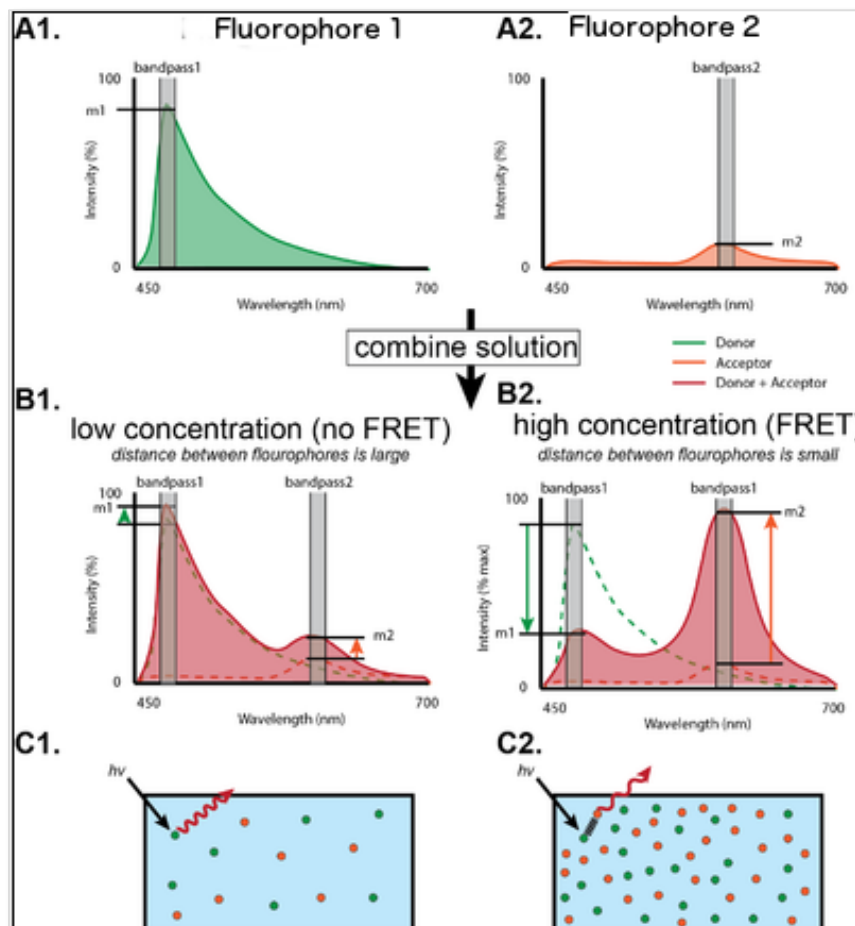 A1. Fluorophore 1
A2. Fluorophore 2
bandpass1
100
m1
Intensity (%)
0
450
700
Wavelength (nm)
bandpass2
100
m2
Intensity (%)
0
450
700
Wavelength (nm)
combine solution
Donor
Acceptor
Donor + Acceptor
B1.
low concentration (no FRET)
distance between flourophores is large
bandpass1
bandpass2
100
m1
m2
Intensity (%)
0
450
700
Wavelength (nm)
B2.
high concentration (FRET)
distance between flourophores is small
bandpass1
bandpass1
100
m2
m1
Intensity (% max)
0
450
700
Wavelength (nm)
C1.
hv
C2.
hv